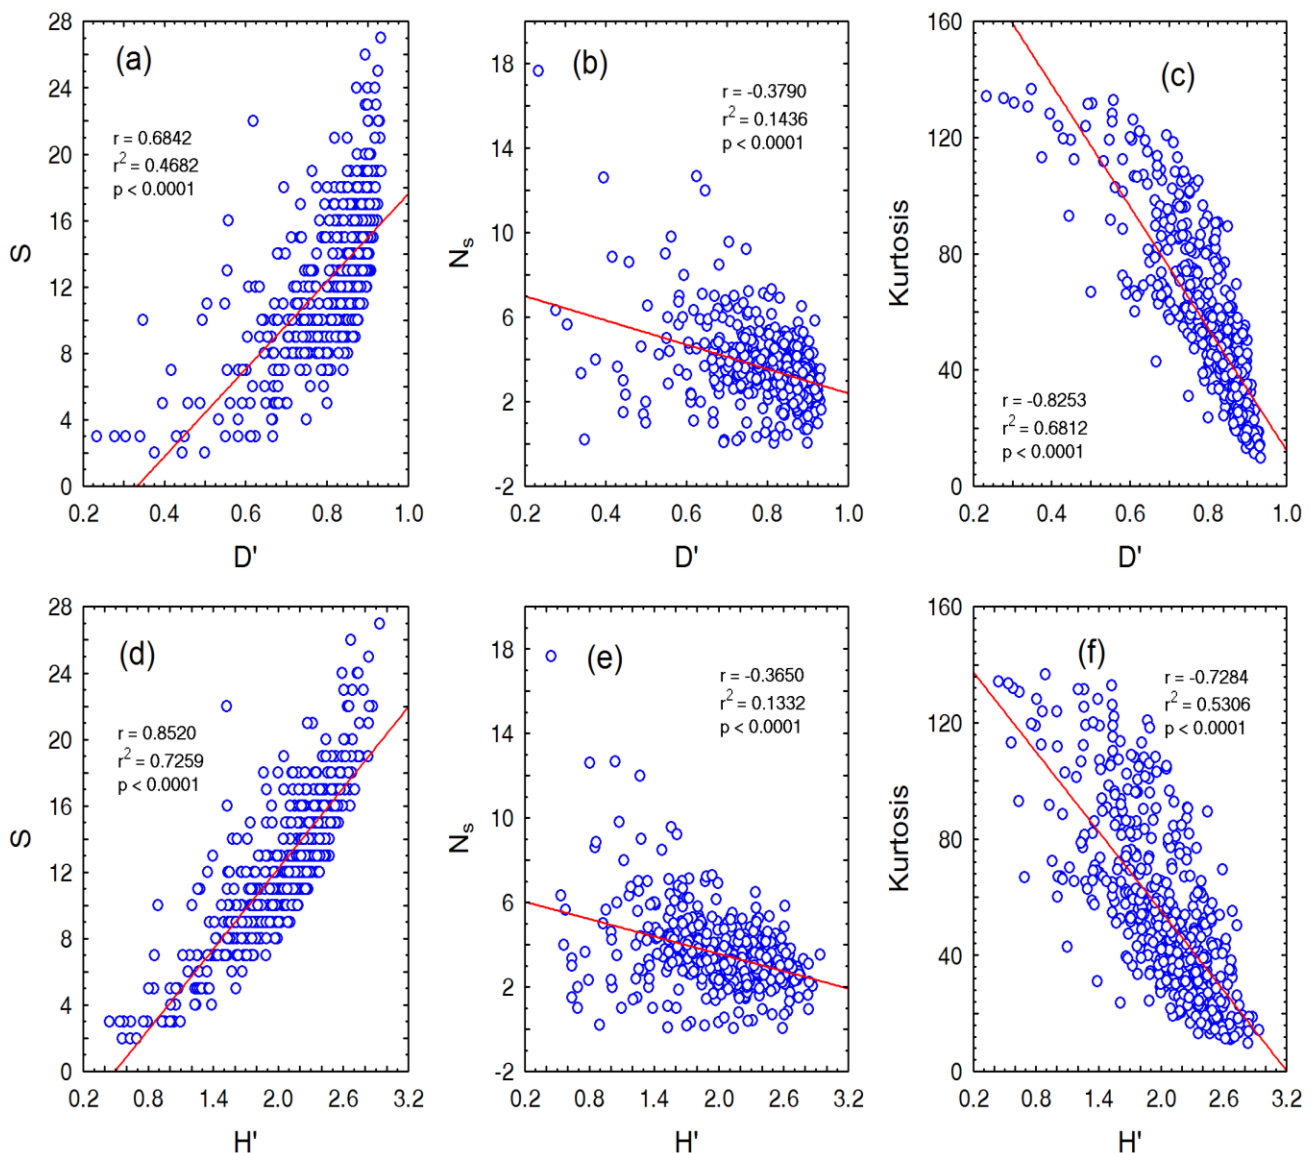 (a)
r = 0.6842
r² = 0.4682
p < 0.0001
S
28
24
20
16
12
8
4
0
0.2 0.4 0.6 0.8 1.0
D'
(b)
r = -0.3790
r² = 0.1436
p < 0.0001
Nₛ
18
14
10
6
2
-2
0.2 0.4 0.6 0.8 1.0
D'
(c)
r = -0.8253
r² = 0.6812
p < 0.0001
Kurtosis
160
120
80
40
0
0.2 0.4 0.6 0.8 1.0
D'
(d)
r = 0.8520
r² = 0.7259
p < 0.0001
S
28
24
20
16
12
8
4
0
0.2 0.8 1.4 2.0 2.6 3.2
H'
(e)
r = -0.3650
r² = 0.1332
p < 0.0001
Nₛ
18
14
10
6
2
-2
0.2 0.8 1.4 2.0 2.6 3.2
H'
(f)
r = -0.7284
r² = 0.5306
p < 0.0001
Kurtosis
160
120
80
40
0
0.2 0.8 1.4 2.0 2.6 3.2
H'